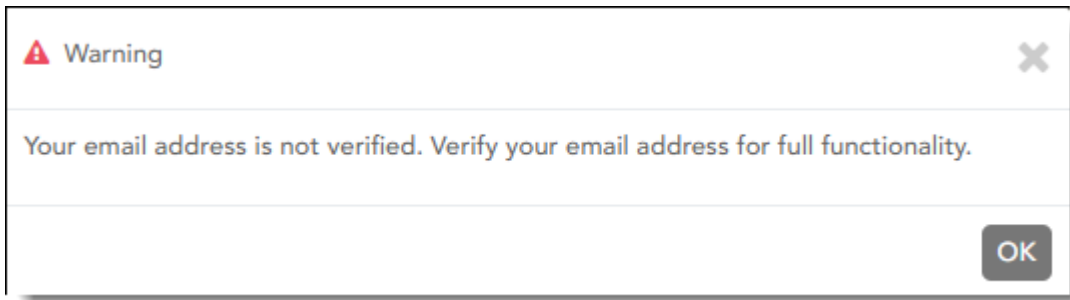 Warning
Your email address is not verified. Verify your email address for full functionality.
OK